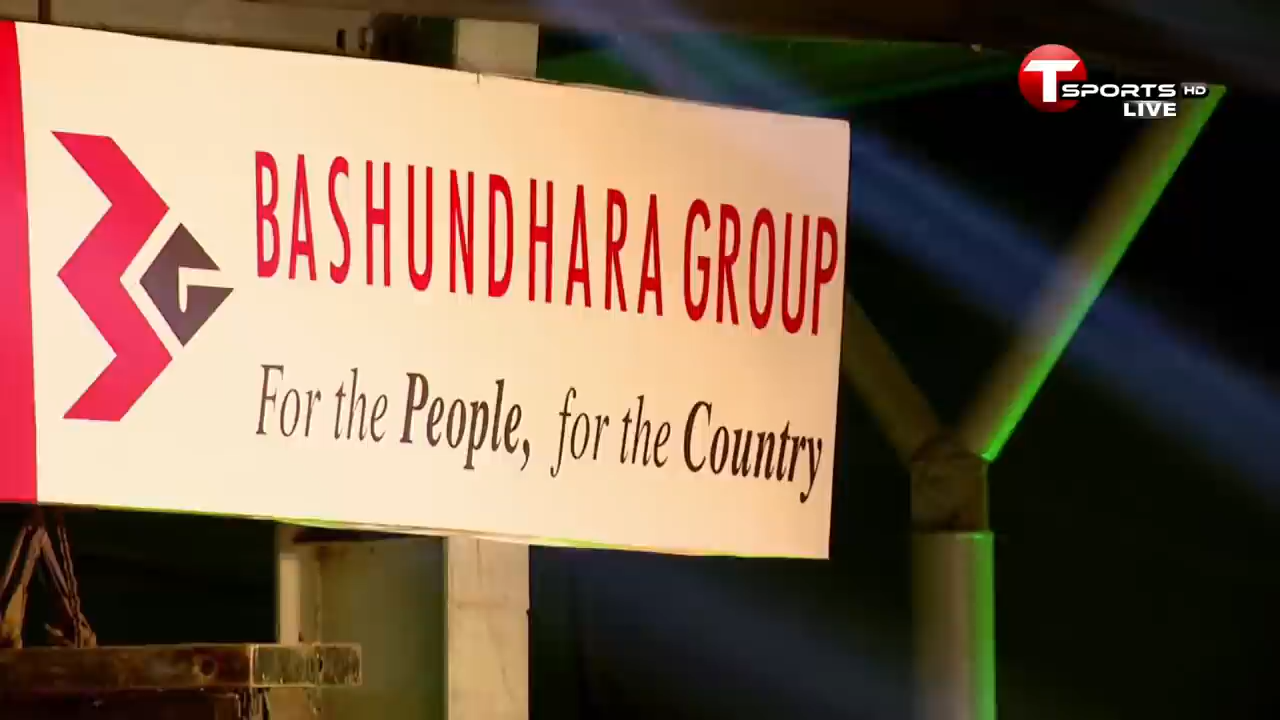 T SPORTS HD
LIVE
BASHUNDHARA GROUP
For the People, for the Country